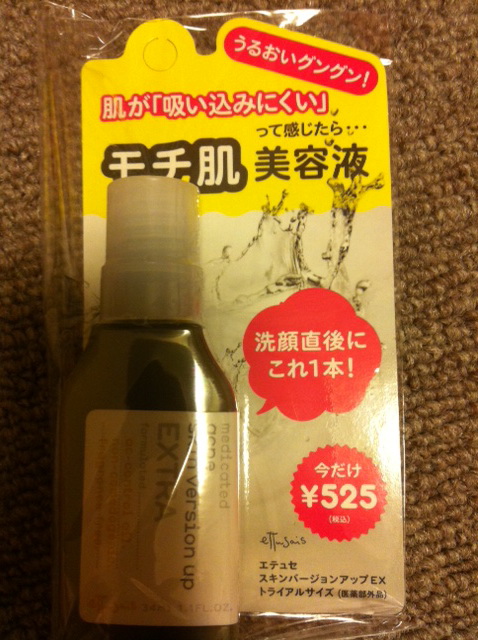 うるおいグングン!
肌が「吸い込みにくい」
って感じたら・・・
モチ肌 美容液
洗顔直後に
これ1本!
今だけ
¥525
(税込)
ettusais
エテュセ
スキンバージョンアップEX
トライアルサイズ(医薬部外品)
medicated
acne
skin version up
EXTRA
34ml 1.1FL.OZ.